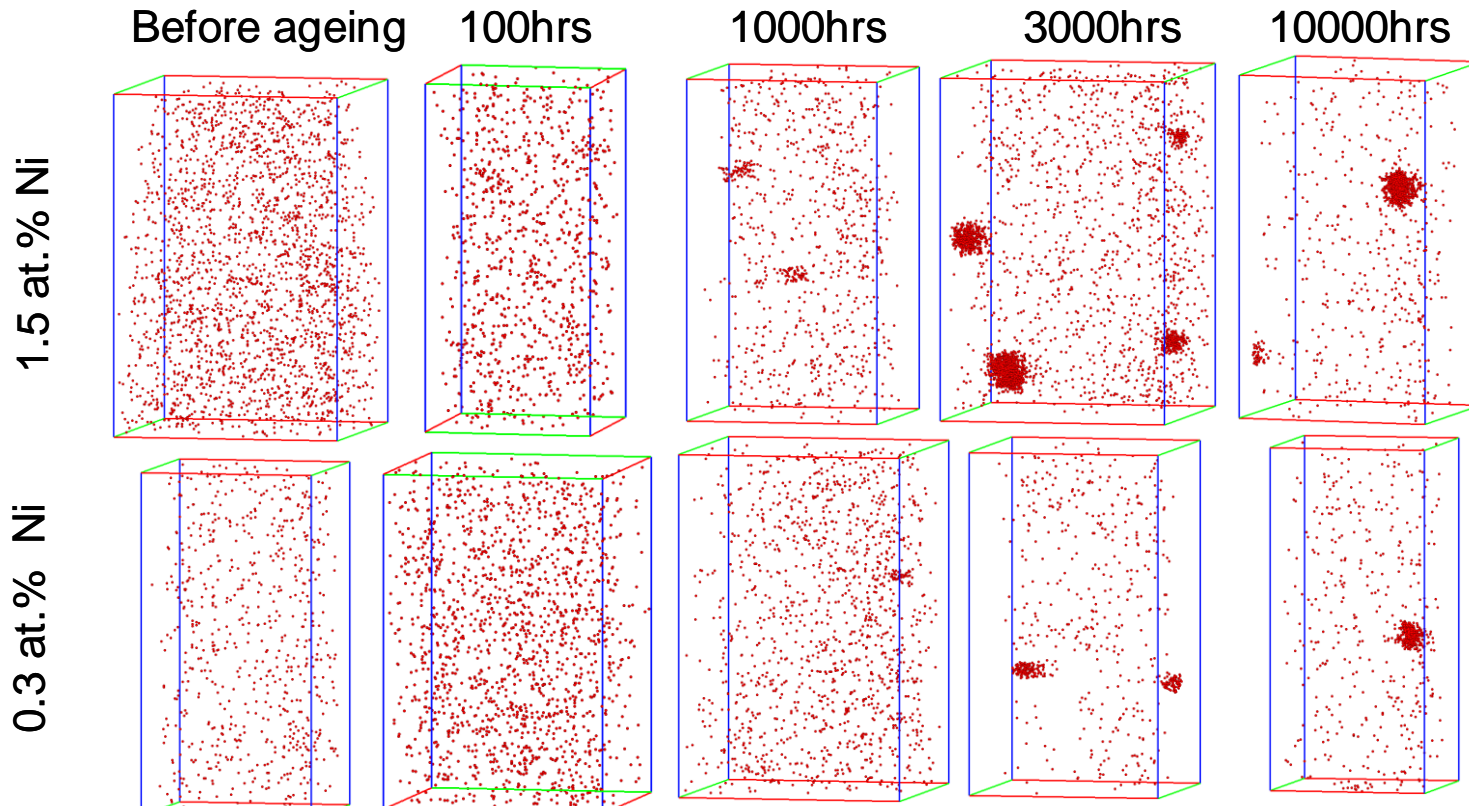 Before ageing 100hrs 1000hrs 3000hrs 10000hrs
1.5 at.% Ni
0.3 at.% Ni